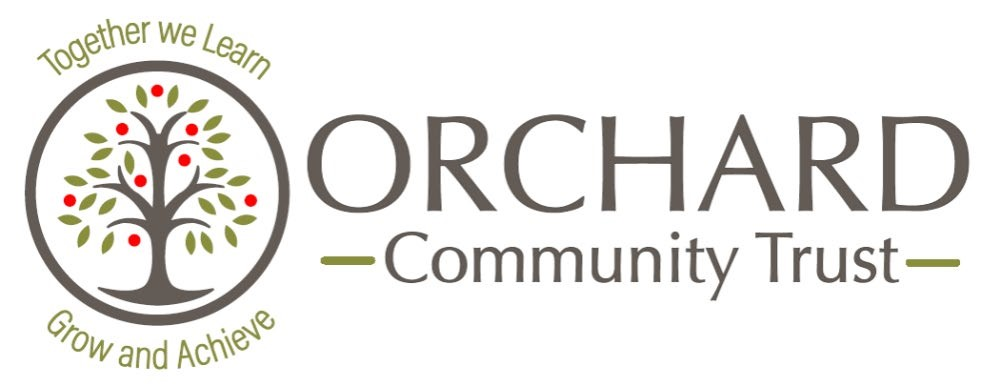 Together we Learn
Grow and Achieve
ORCHARD
Community Trust